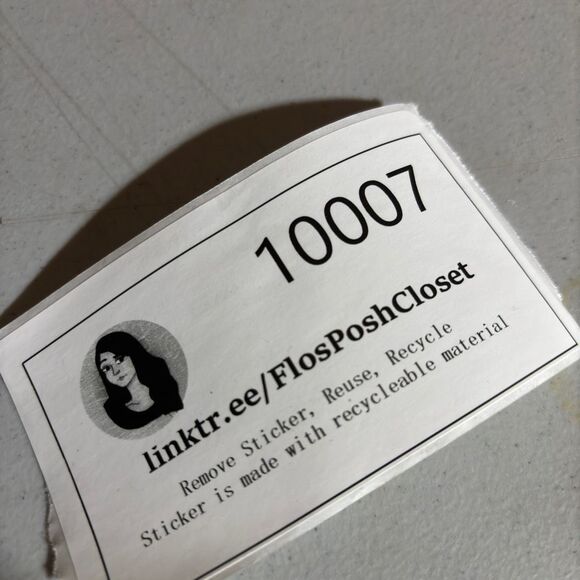 10007
linktr.ee/FlosPoshCloset
Remove Sticker, Reuse, Recycle
Sticker is made with recycleable material